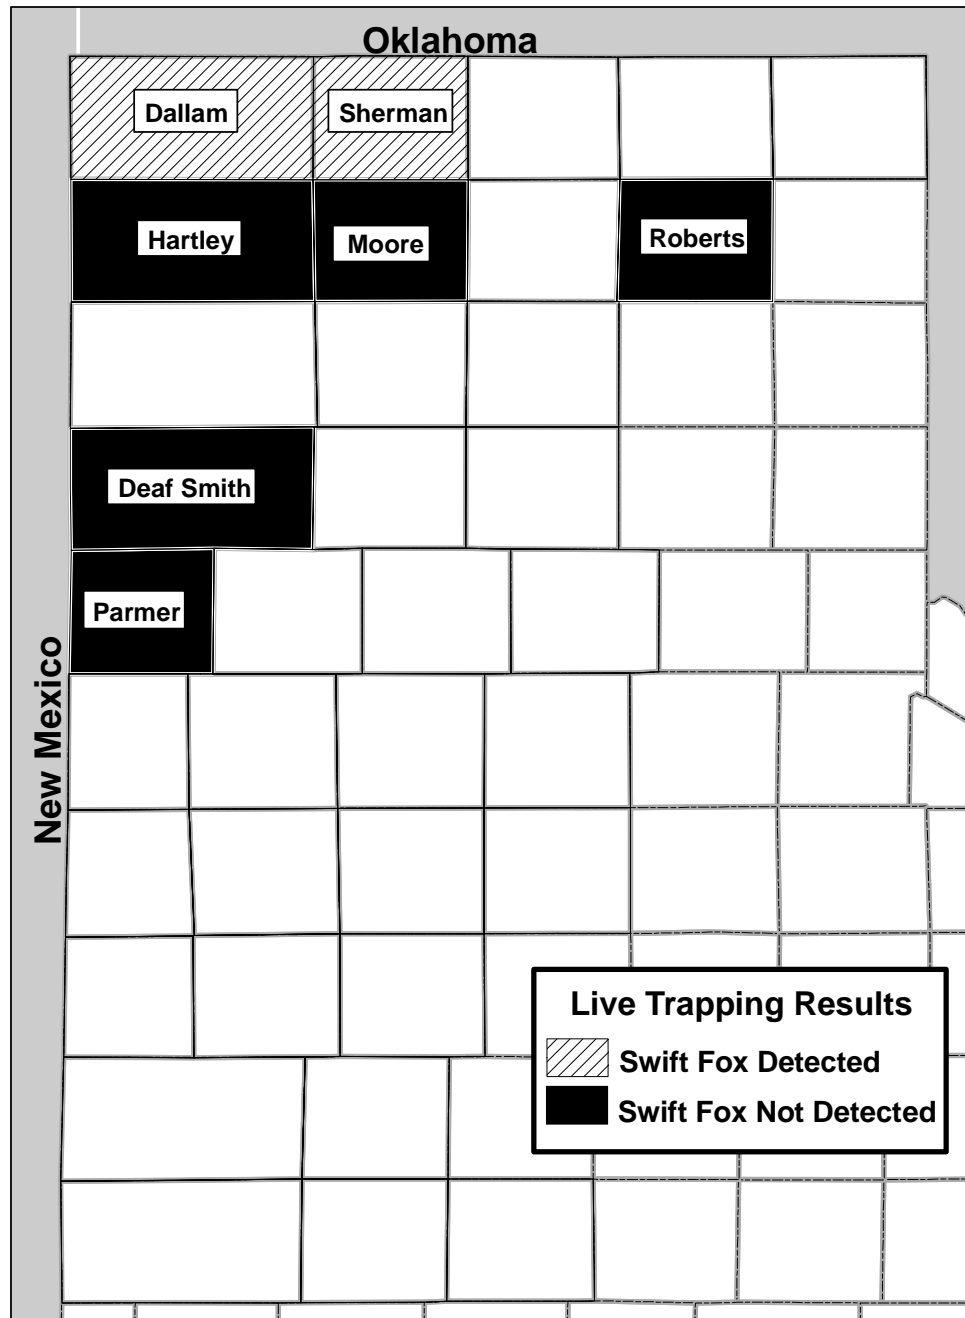 Oklahoma
Dallam
Sherman
Hartley
Moore
Roberts
Deaf Smith
Parmer
New Mexico
Live Trapping Results
Swift Fox Detected
Swift Fox Not Detected